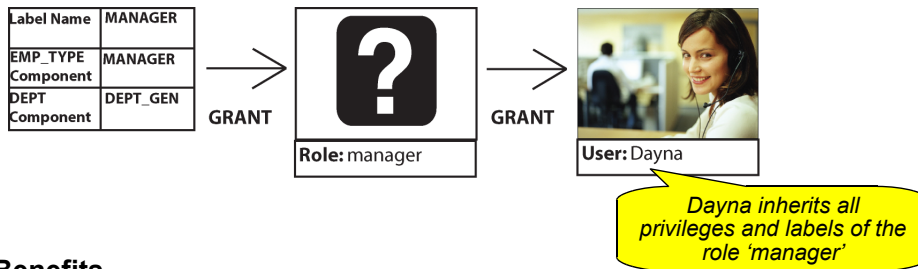 Label Name MANAGER
EMP_TYPE Component MANAGER
DEPT Component DEPT_GEN
GRANT
?
Role: manager
GRANT
User: Dayna
Dayna inherits all
privileges and labels of the
role ‘manager’
Benefits